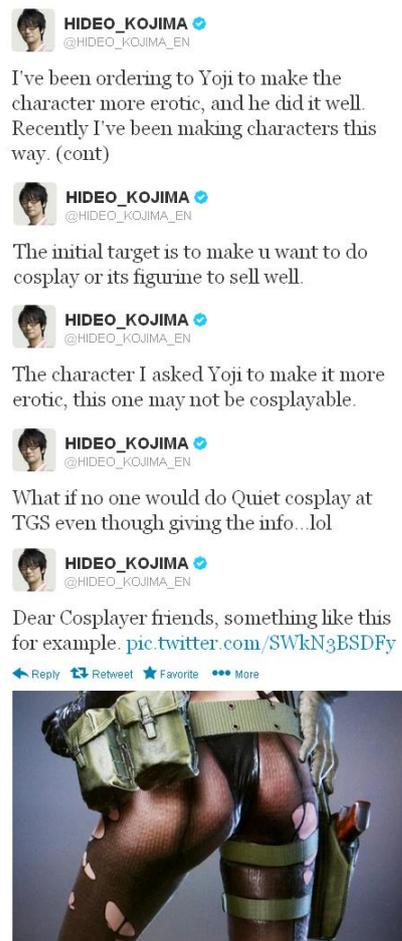 HIDEO_KOJIMA
@HIDEO_KOJIMA_EN
I've been ordering to Yoji to make the
character more erotic, and he did it well.
Recently I've been making characters this
way. (cont)
HIDEO_KOJIMA
@HIDEO_KOJIMA_EN
The initial target is to make u want to do
cosplay or its figurine to sell well.
HIDEO_KOJIMA
@HIDEO_KOJIMA_EN
The character I asked Yoji to make it more
erotic, this one may not be cosplayable.
HIDEO_KOJIMA
@HIDEO_KOJIMA_EN
What if no one would do Quiet cosplay at
TGS even though giving the info...lol
HIDEO_KOJIMA
@HIDEO_KOJIMA_EN
Dear Cosplayer friends, something like this
for example. pic.twitter.com/SWkN3BSDFy
Reply Retweet Favorite More